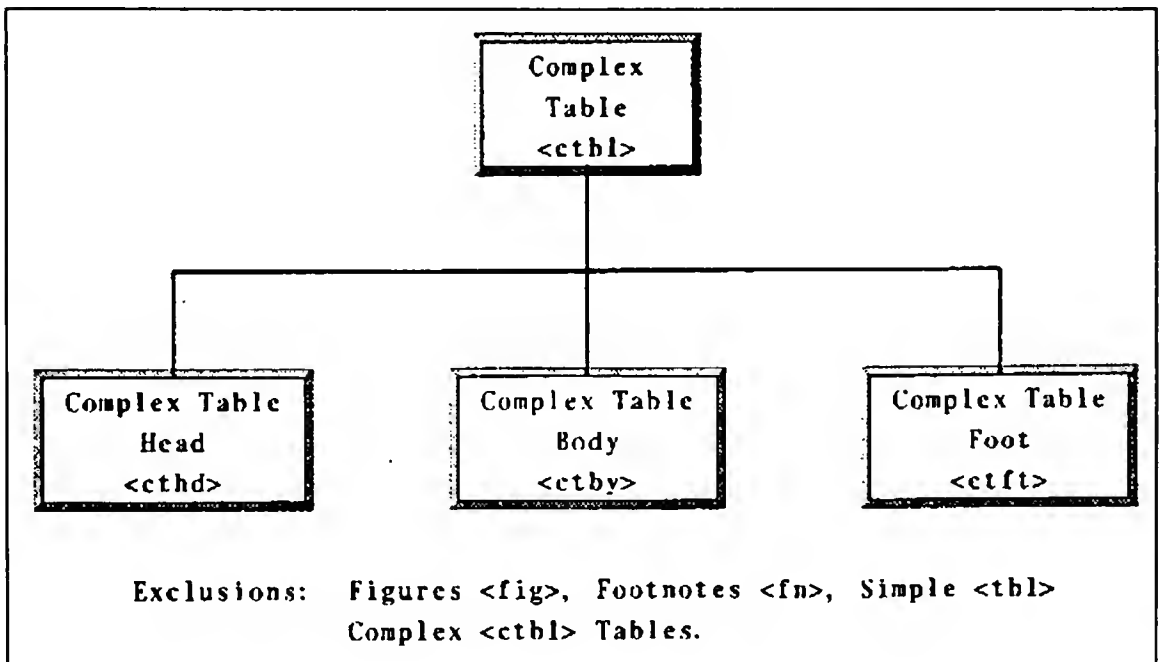 Complex
Table
<ctbl>
Complex Table
Head
<cthd>
Complex Table
Body
<ctby>
Complex Table
Foot
<ctft>
Exclusions: Figures <fig>, Footnotes <fn>, Simple <tbl>
Complex <ctbl> Tables.